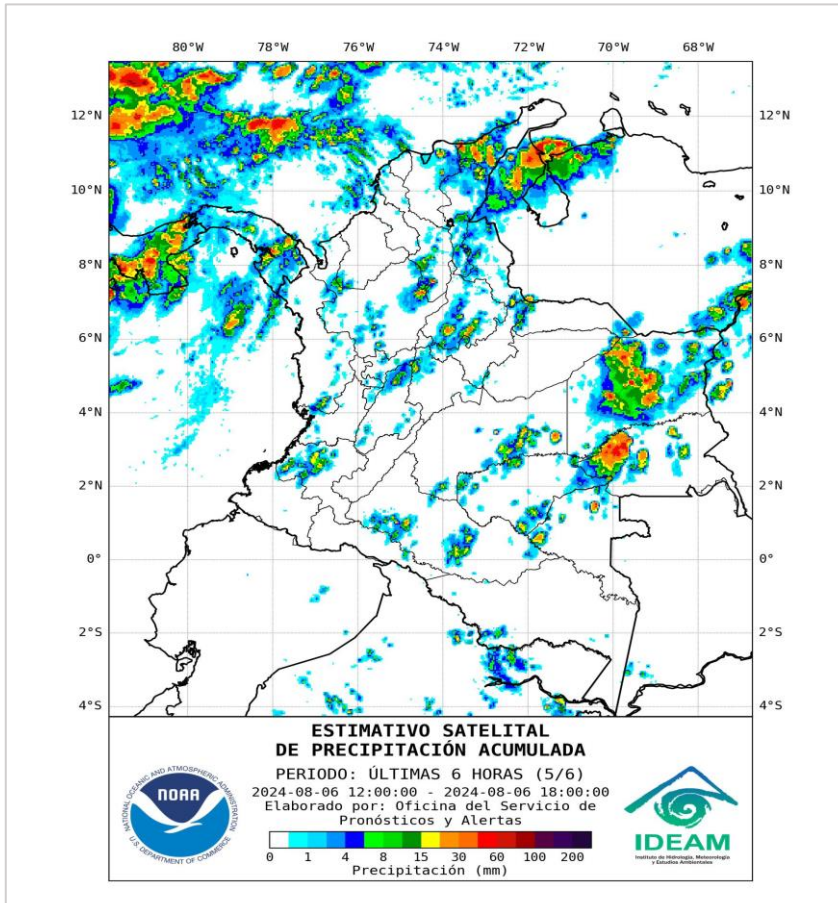 80°W 78°W 76°W 74°W 72°W 70°W 68°W
12°N 12°N
10°N 10°N
8°N 8°N
6°N 6°N
4°N 4°N
2°N 2°N
0° 0°
2°S 2°S
4°S 4°S
ESTIMATIVO SATELITAL
DE PRECIPITACIÓN ACUMULADA
PERIODO: ÚLTIMAS 6 HORAS (5/6)
2024-08-06 12:00:00 - 2024-08-06 18:00:00
Elaborado por: Oficina del Servicio de
Pronósticos y Alertas
0 1 4 8 15 30 60 100 200
Precipitación (mm)
NATIONAL OCEANIC AND ATMOSPHERIC ADMINISTRATION
NOAA
U.S. DEPARTMENT OF COMMERCE
IDEAM
Instituto de Hidrología, Meteorología
y Estudios Ambientales